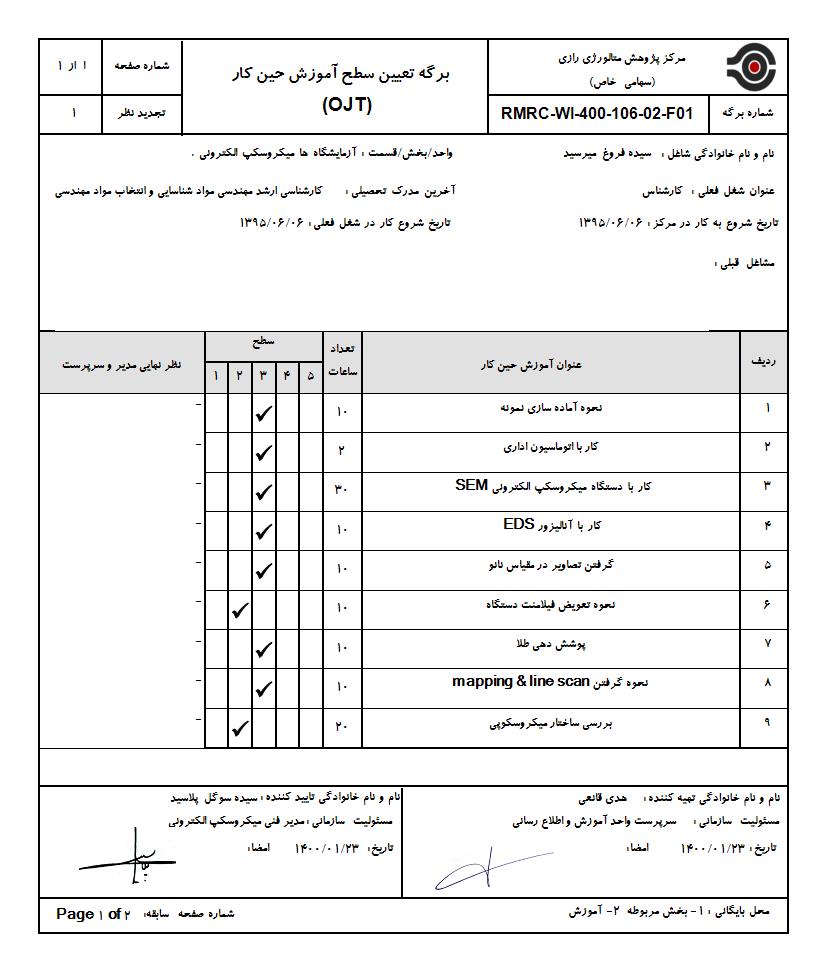 مرکز پژوهش متالورژی رازی
(سهامی خاص)
برگه تعیین سطح آموزش حین کار
(OJT)
شماره صفحه
۱ از ۱
شماره برگه
RMRC-WI-400-106-02-F01
تجدید نظر
۱
نام و نام خانوادگی شاغل : سیده فروغ میرسید
واحد/بخش/قسمت : آزمایشگاه ها میکروسکپ الکترونی .
عنوان شغل فعلی : کارشناس
آخرین مدرک تحصیلی : کارشناسی ارشد مهندسی مواد شناسایی و انتخاب مواد مهندسی
تاریخ شروع به کار در مرکز : ۱۳۹۵/۰۶/۰۶
تاریخ شروع کار در شغل فعلی : ۱۳۹۵/۰۶/۰۶
مشاغل قبلی :
ردیف عنوان آموزش حین کار تعداد ساعات سطح نظر نهایی مدیر و سرپرست
۵ ۴ ۳ ۲ ۱
۱ نحوه آماده سازی نمونه ۱۰ ✓ -
۲ کار با اتوماسیون اداری ۲ ✓ -
۳ کار با دستگاه میکروسکپ الکترونی SEM ۳۰ ✓ -
۴ کار با آنالیزور EDS ۱۰ ✓ -
۵ گرفتن تصاویر در مقیاس نانو ۱۰ ✓ -
۶ نحوه تعویض فیلامنت دستگاه ۱۰ ✓ -
۷ پوشش دهی طلا ۱۰ ✓ -
۸ نحوه گرفتن mapping & line scan ۱۰ ✓ -
۹ بررسی ساختار میکروسکوپی ۲۰ ✓ -
نام و نام خانوادگی تهیه کننده : هدی قانعی
مسئولیت سازمانی : سرپرست واحد آموزش و اطلاع رسانی
تاریخ: ۱۴۰۰/۰۱/۲۳ امضا:
نام و نام خانوادگی تایید کننده : سیده سوگل پلاسید
مسئولیت سازمانی : مدیر فنی میکروسکپ الکترونی
تاریخ: ۱۴۰۰/۰۱/۲۳ امضا:
محل بایگانی : ۱- بخش مربوطه ۲- آموزش
شماره صفحه سابقه: Page ۱ of ۲